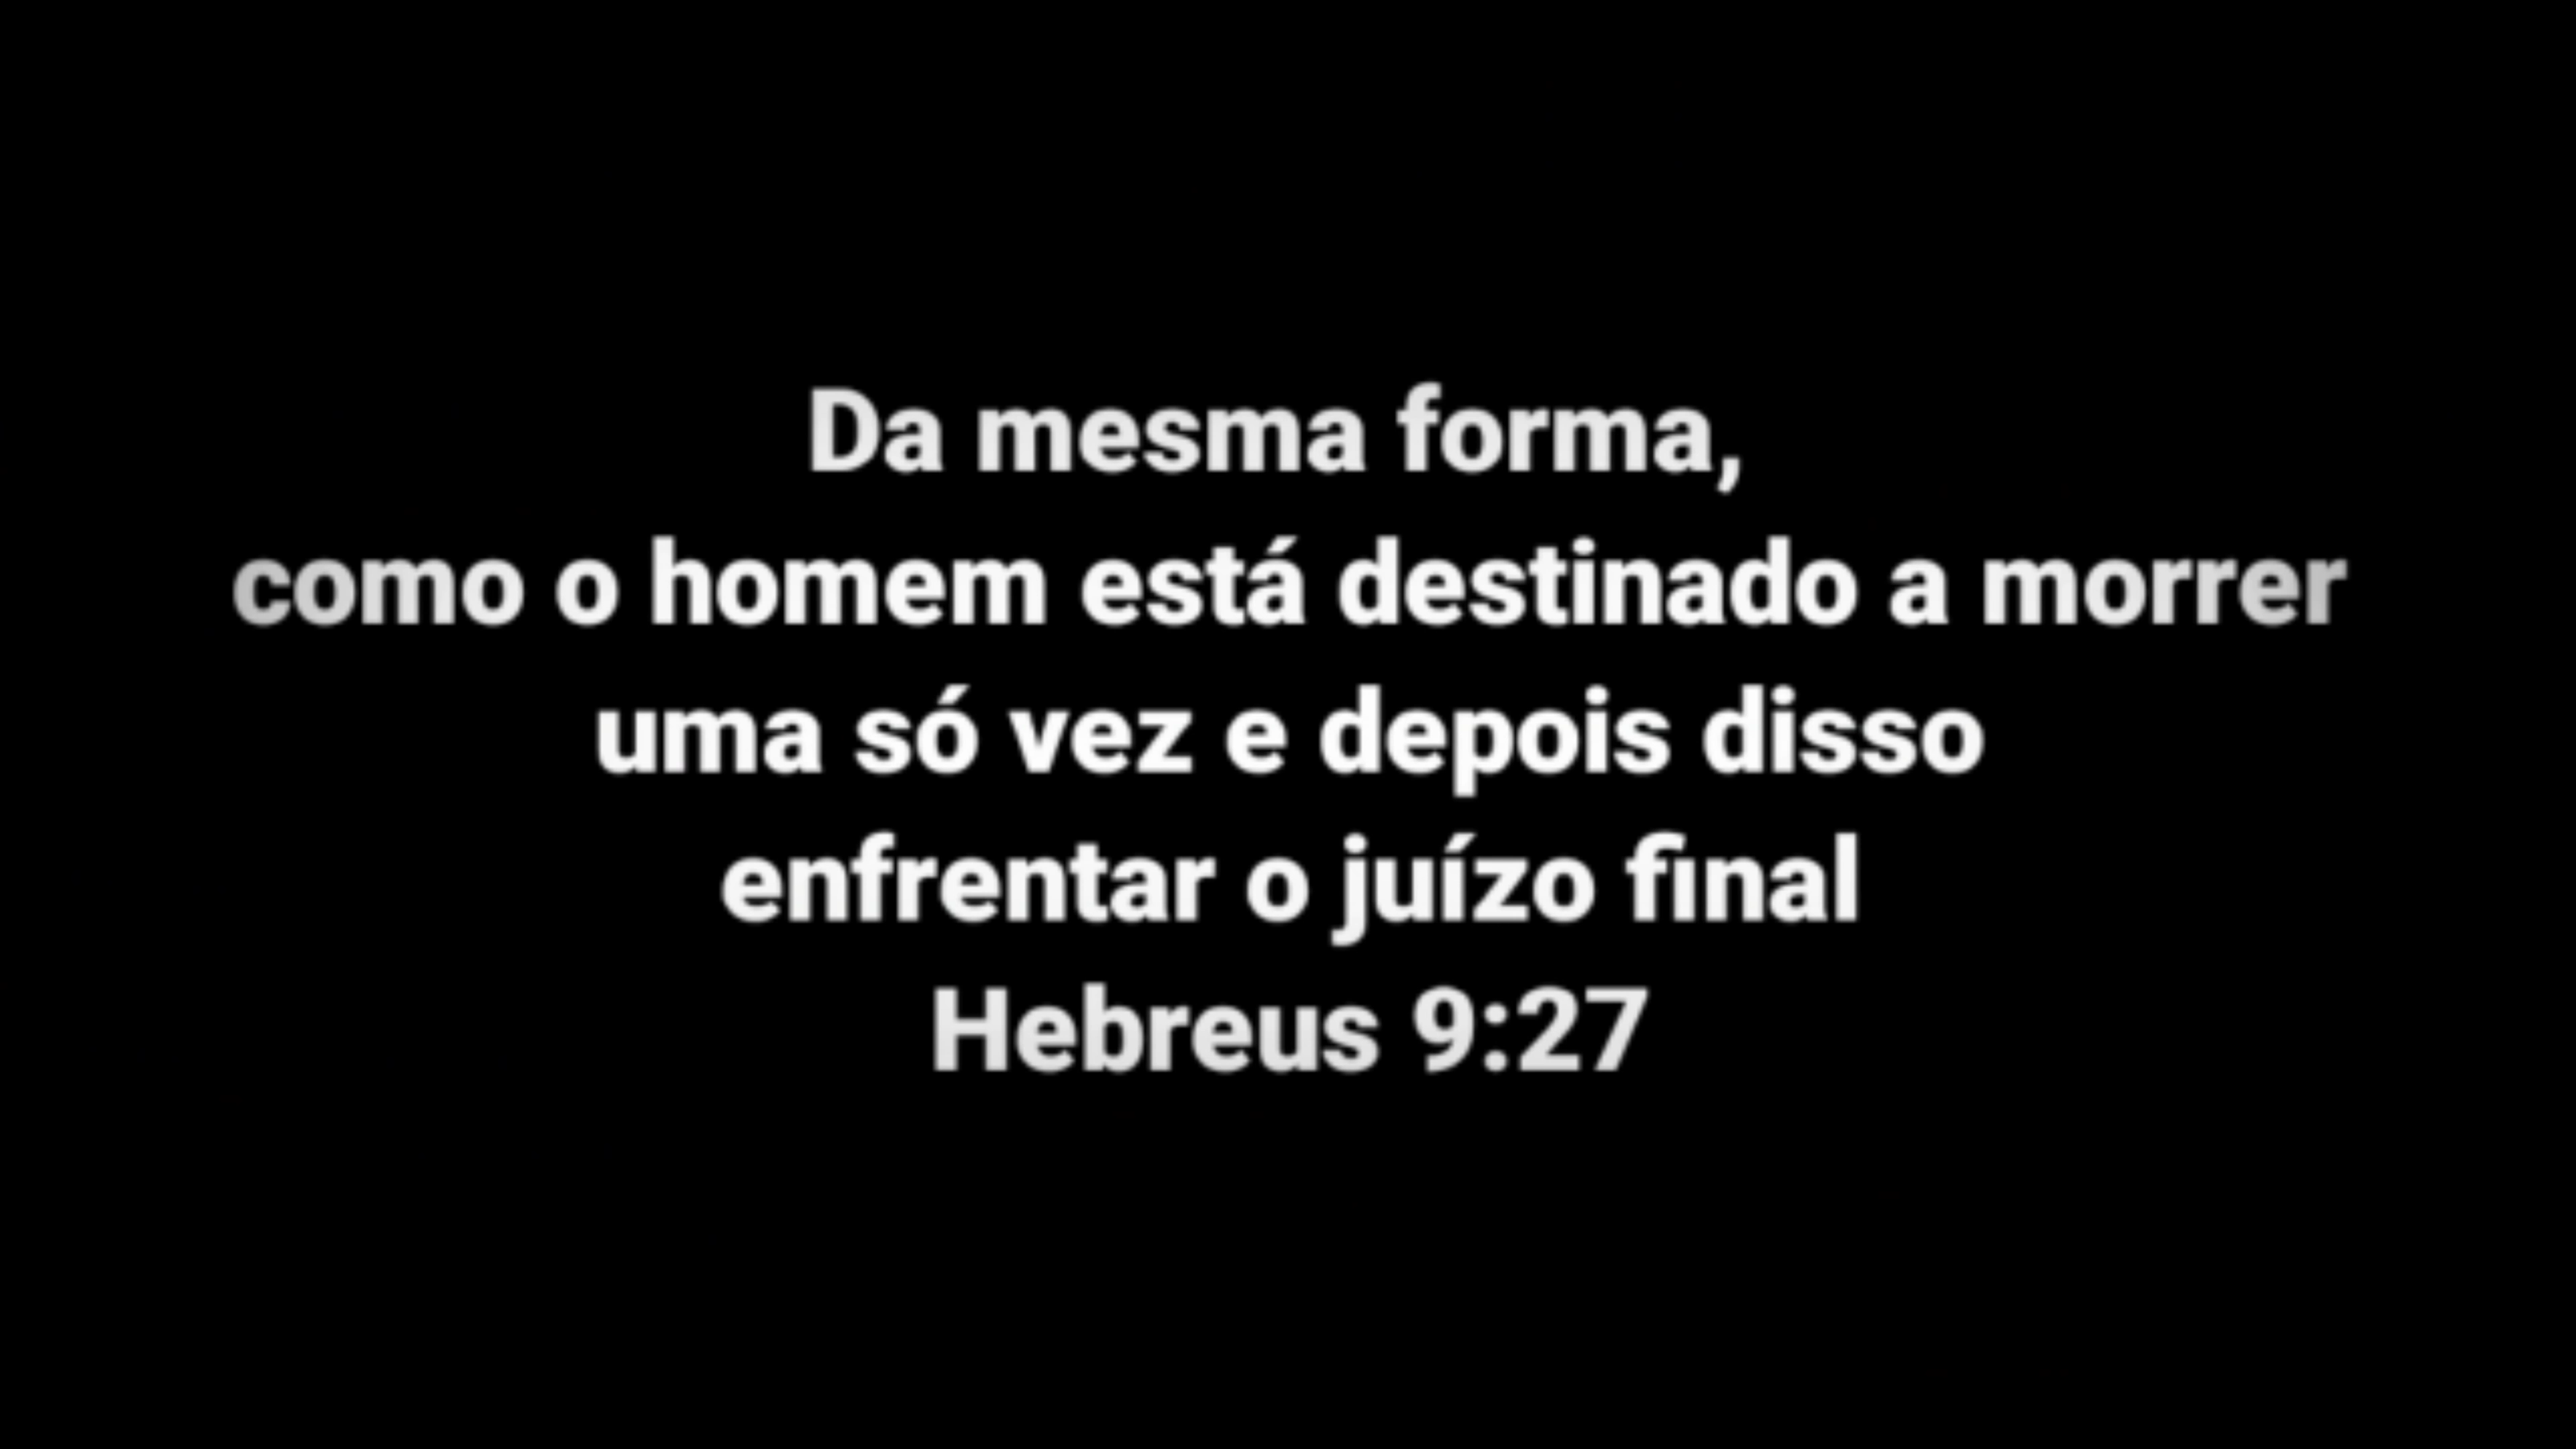 Da mesma forma,
como o homem está destinado a morrer
uma só vez e depois disso
enfrentar o juízo final
Hebreus 9:27